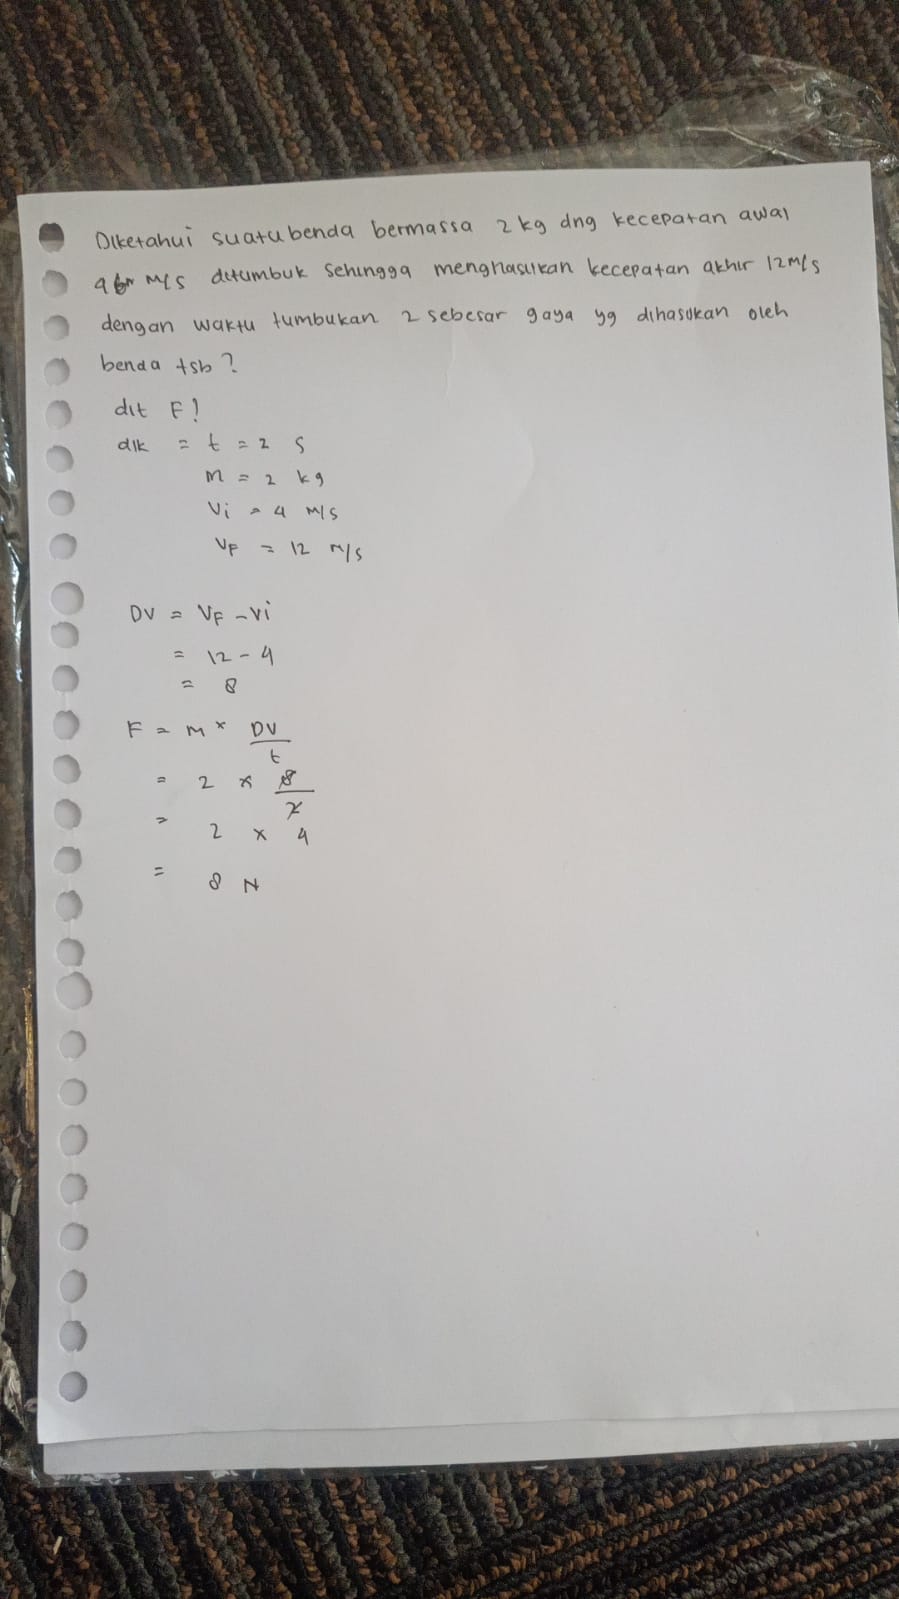 Diketahui suatu benda bermassa 2 kg dng kecepatan awal
4 m/s ditumbuk sehingga menghasilkan kecepatan akhir 12 m/s
dengan waktu tumbukan 2 sebesar gaya yg dihasilkan oleh
benda tsb ?
dit F!
dik = t = 2 s
m = 2 kg
Vi = 4 m/s
VF = 12 m/s
DV = VF - Vi
= 12 - 4
= 8
F = m x DV/t
= 2 x 8/2
= 2 x 4
= 8 N